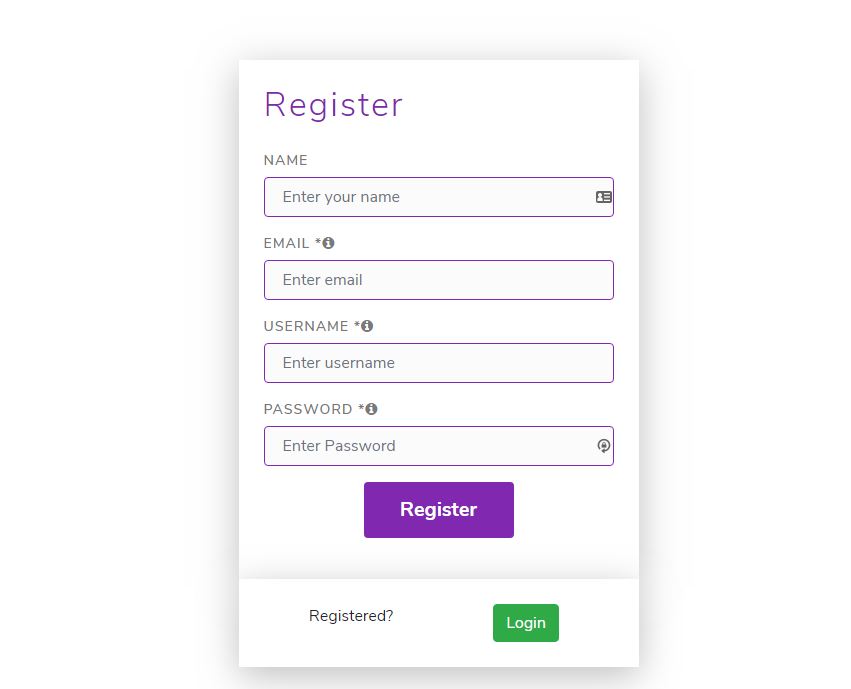 Register
NAME
Enter your name
EMAIL *
Enter email
USERNAME *
Enter username
PASSWORD *
Enter Password
Register
Registered?
Login